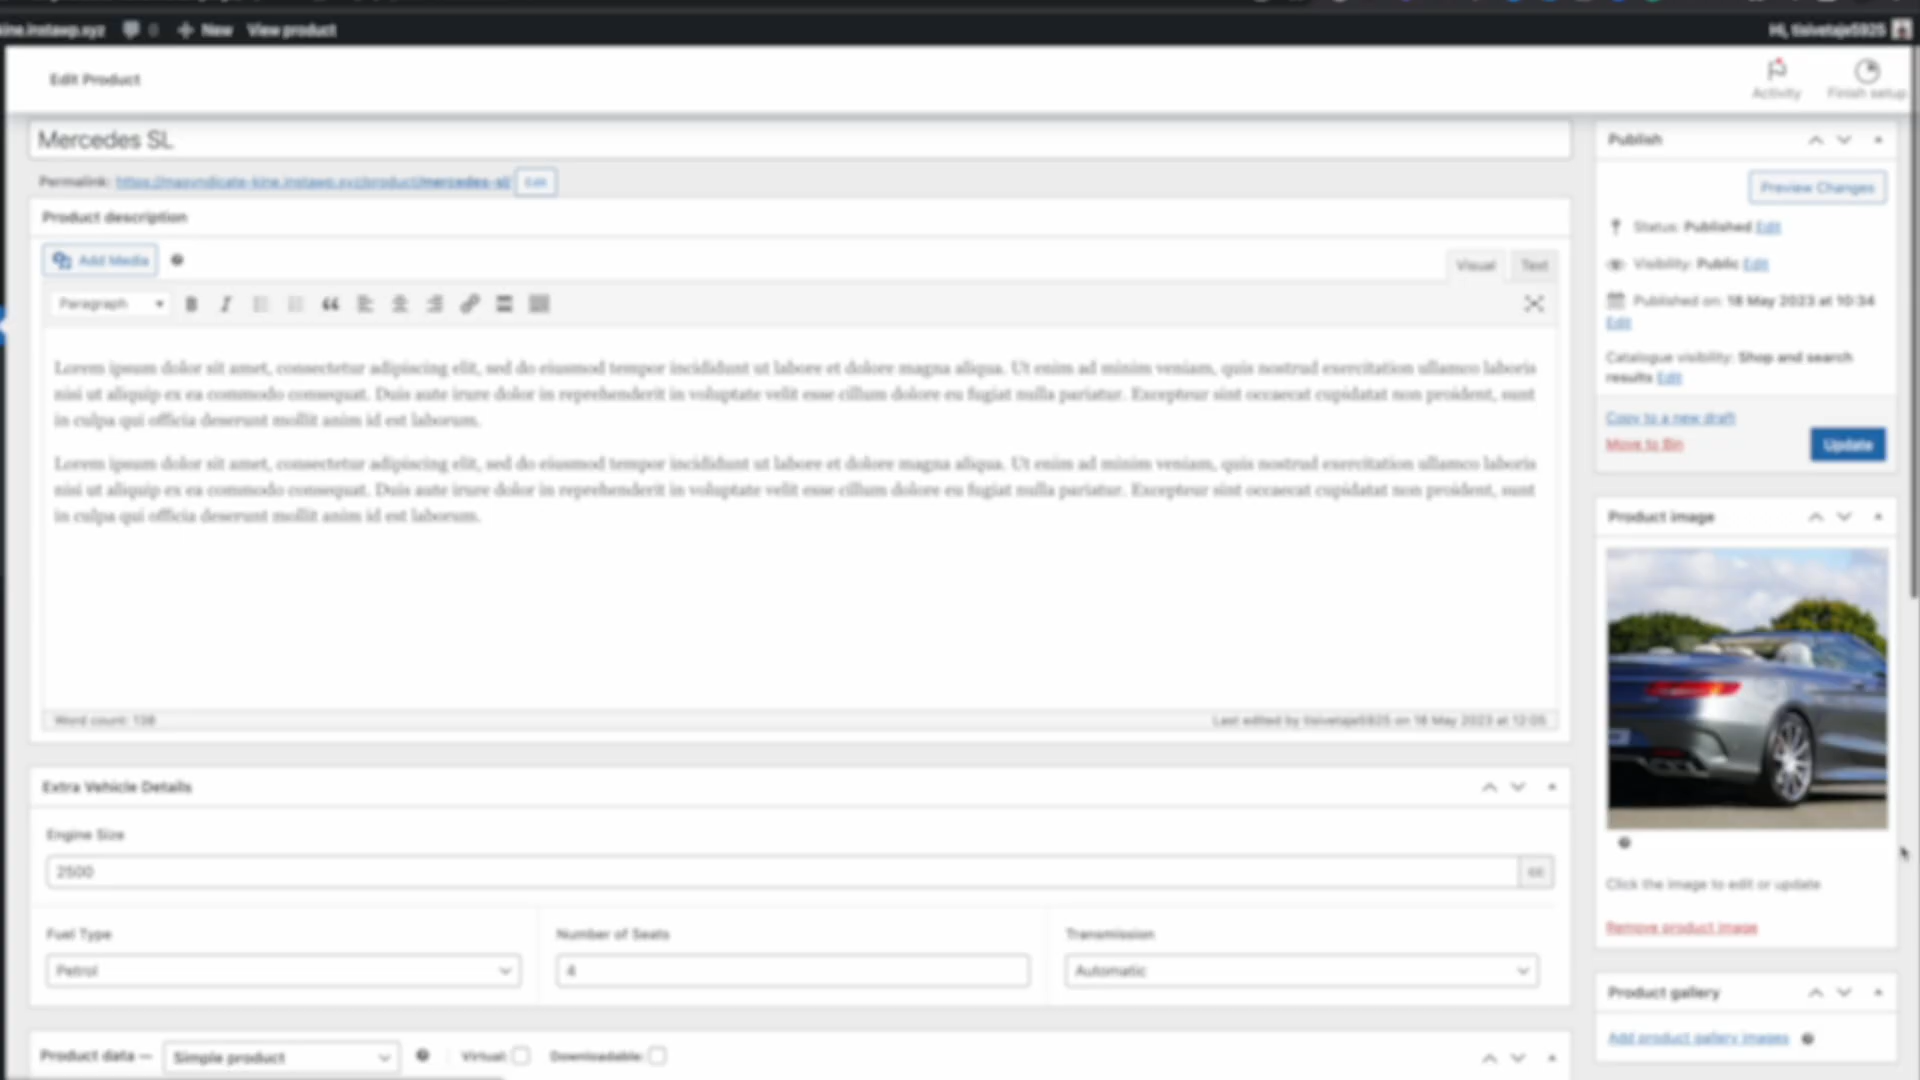 New View product
Edit Product
Activity
Finish setup
Mercedes SL
Permalink: Edit
Product description
Add Media
Visual Text
Paragraph
Lorem ipsum dolor sit amet, consectetur adipiscing elit, sed do eiusmod tempor incididunt ut labore et dolore magna aliqua. Ut enim ad minim veniam, quis nostrud exercitation ullamco laboris
nisi ut aliquip ex ea commodo consequat. Duis aute irure dolor in reprehenderit in voluptate velit esse cillum dolore eu fugiat nulla pariatur. Excepteur sint occaecat cupidatat non proident, sunt
in culpa qui officia deserunt mollit anim id est laborum.
Lorem ipsum dolor sit amet, consectetur adipiscing elit, sed do eiusmod tempor incididunt ut labore et dolore magna aliqua. Ut enim ad minim veniam, quis nostrud exercitation ullamco laboris
nisi ut aliquip ex ea commodo consequat. Duis aute irure dolor in reprehenderit in voluptate velit esse cillum dolore eu fugiat nulla pariatur. Excepteur sint occaecat cupidatat non proident, sunt
in culpa qui officia deserunt mollit anim id est laborum.
Word count: 138
Last edited by on 18 May 2023 at 12:05
Extra Vehicle Details
Engine Size
2500
Fuel Type
Petrol
Number of Seats
4
Transmission
Automatic
Product data — Simple product Virtual: Downloadable:
Publish
Preview Changes
Status: Published Edit
Visibility: Public Edit
Published on: 18 May 2023 at 10:34
Edit
Catalogue visibility: Shop and search
results Edit
Copy to a new draft
Move to Bin
Update
Product image
Click the image to edit or update
Remove product image
Product gallery
Add product gallery images